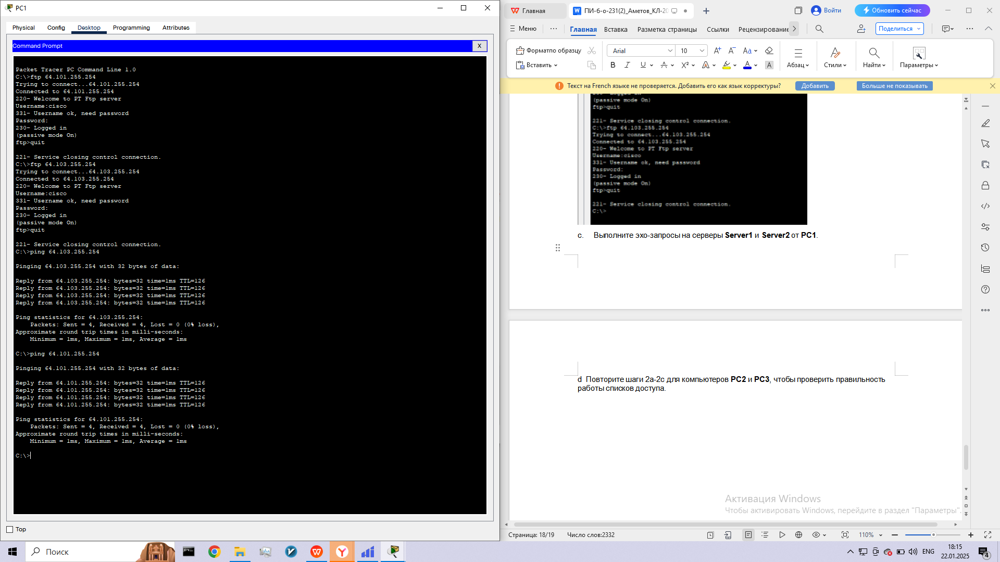 PC1
Physical
Config
Desktop
Programming
Attributes
Command Prompt
X
Packet Tracer PC Command Line 1.0
C:\>ftp 64.101.255.254
Trying to connect...64.101.255.254
Connected to 64.101.255.254
220- Welcome to PT Ftp server
Username:cisco
331- Username ok, need password
Password:
230- Logged in
(passive mode On)
ftp>quit
221- Service closing control connection.
C:\>ftp 64.103.255.254
Trying to connect...64.103.255.254
Connected to 64.103.255.254
220- Welcome to PT Ftp server
Username:cisco
331- Username ok, need password
Password:
230- Logged in
(passive mode On)
ftp>quit
221- Service closing control connection.
C:\>ping 64.103.255.254
Pinging 64.103.255.254 with 32 bytes of data:
Reply from 64.103.255.254: bytes=32 time=1ms TTL=126
Reply from 64.103.255.254: bytes=32 time=1ms TTL=126
Reply from 64.103.255.254: bytes=32 time=1ms TTL=126
Reply from 64.103.255.254: bytes=32 time=1ms TTL=126
Ping statistics for 64.103.255.254:
Packets: Sent = 4, Received = 4, Lost = 0 (0% loss),
Approximate round trip times in milli-seconds:
Minimum = 1ms, Maximum = 1ms, Average = 1ms
C:\>ping 64.101.255.254
Pinging 64.101.255.254 with 32 bytes of data:
Reply from 64.101.255.254: bytes=32 time=1ms TTL=126
Reply from 64.101.255.254: bytes=32 time=1ms TTL=126
Reply from 64.101.255.254: bytes=32 time=1ms TTL=126
Reply from 64.101.255.254: bytes=32 time=1ms TTL=126
Ping statistics for 64.101.255.254:
Packets: Sent = 4, Received = 4, Lost = 0 (0% loss),
Approximate round trip times in milli-seconds:
Minimum = 1ms, Maximum = 1ms, Average = 1ms
C:\>
Top
Главная
ПИ-б-о-231(2)_Аметов_КЛ-20
Войти
Обновить сейчас
Меню
Главная
Вставка
Разметка страницы
Ссылки
Рецензирование
Поделиться
Формат по образцу
Вставить
Arial
10
Абзац
Стили
Найти
Параметры
Текст на French языке не проверяется. Добавить его как язык корректуры?
Добавить
Больше не показывать
230- Logged in
(passive mode On)
ftp>quit
221- Service closing control connection.
C:\>ftp 64.103.255.254
Trying to connect...64.103.255.254
Connected to 64.103.255.254
220- Welcome to PT Ftp server
Username:cisco
331- Username ok, need password
Password:
230- Logged in
(passive mode On)
ftp>quit
221- Service closing control connection.
C:\>
c. Выполните эхо-запросы на серверы Server1 и Server2 от PC1.
d Повторите шаги 2a-2c для компьютеров PC2 и PC3, чтобы проверить правильность
работы списков доступа.
Активация Windows
Чтобы активировать Windows, перейдите в раздел "Параметры".
Страница: 18/19
Число слов:2332
110%
Поиск
ENG
18:15
22.01.2025
4